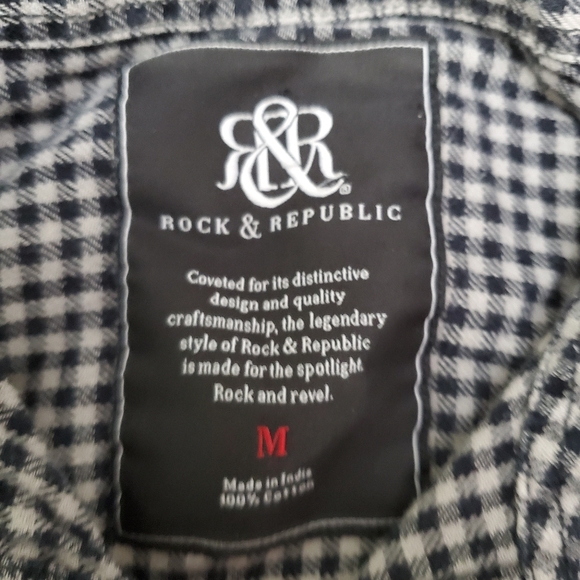 R&R®
ROCK & REPUBLIC
Coveted for its distinctive
design and quality
craftsmanship, the legendary
style of Rock & Republic
is made for the spotlight.
Rock and revel.
M
Made in India
100% Cotton